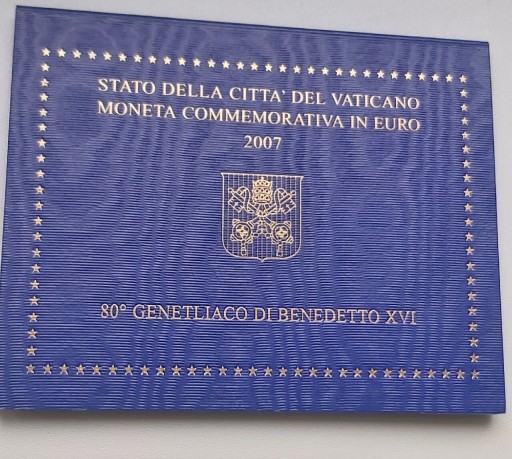 STATO DELLA CITTA' DEL VATICANO
MONETA COMMEMORATIVA IN EURO
2007
80° GENETLIACO DI BENEDETTO XVI